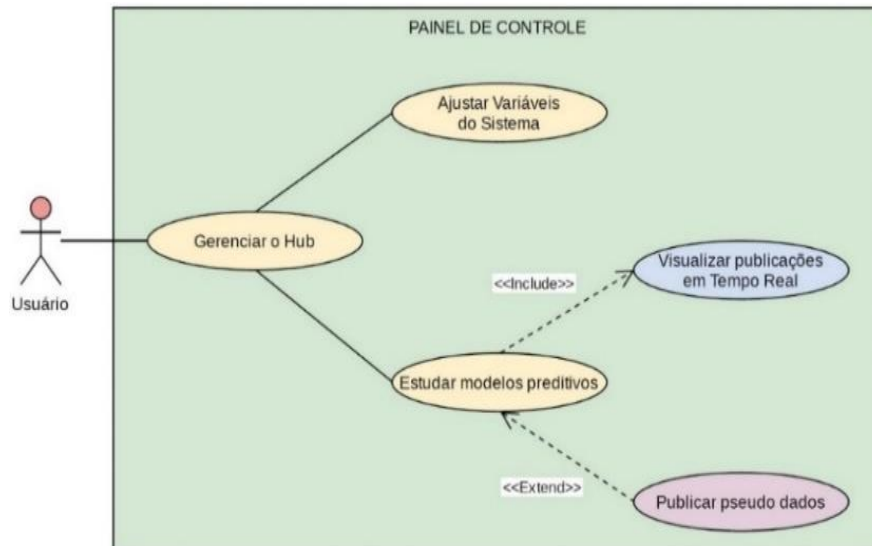 PAINEL DE CONTROLE
Ajustar Variáveis
do Sistema
Gerenciar o Hub
Usuário
Visualizar publicações
em Tempo Real
<<Include>>
Estudar modelos preditivos
<<Extend>>
Publicar pseudo dados